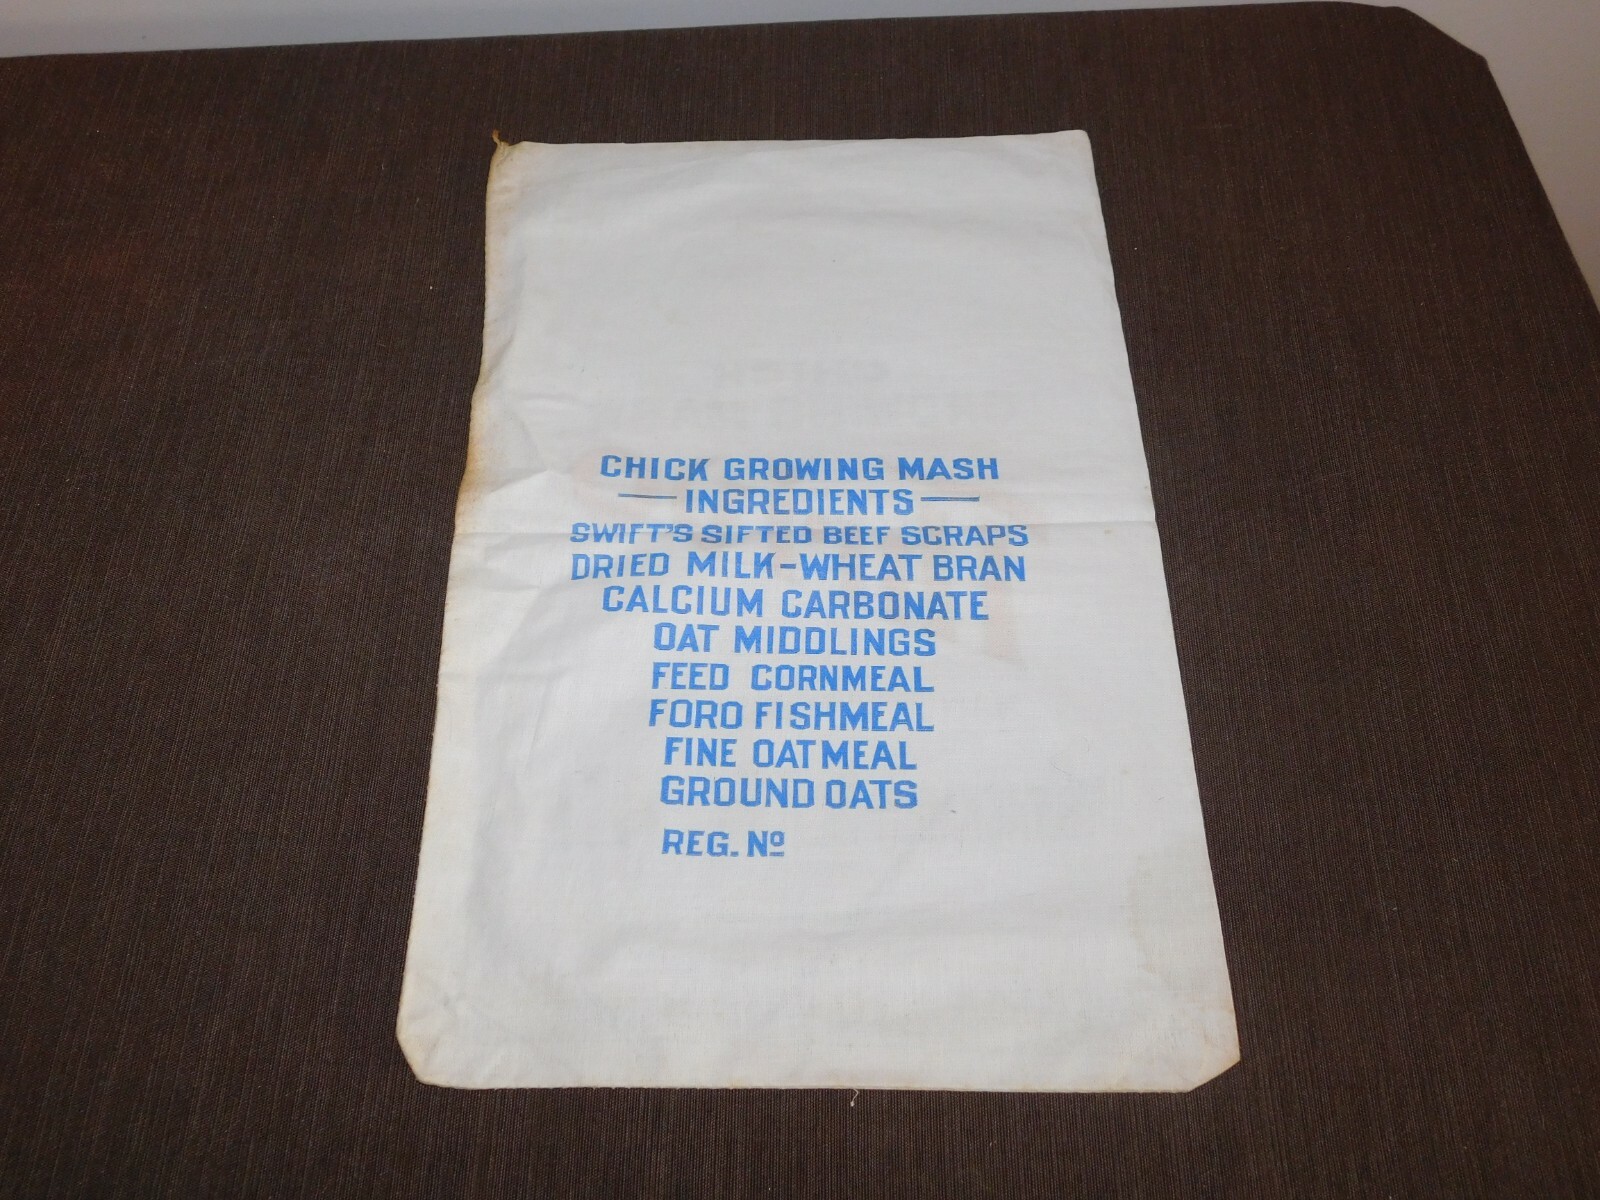 CHICK GROWING MASH
INGREDIENTS
SWIFT'S SIFTED BEEF SCRAPS
DRIED MILK-WHEAT BRAN
CALCIUM CARBONATE
OAT MIDDLINGS
FEED CORNMEAL
FORO FISHMEAL
FINE OATMEAL
GROUND OATS
REG. Nº